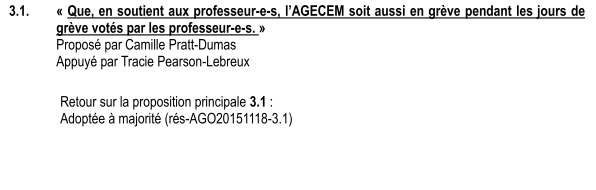 3.1. « Que, en soutient aux professeur-e-s, l'AGECEM soit aussi en grève pendant les jours de
grève votés par les professeur-e-s. »
Proposé par Camille Pratt-Dumas
Appuyé par Tracie Pearson-Lebreux
Retour sur la proposition principale 3.1 :
Adoptée à majorité (rés-AGO20151118-3.1)